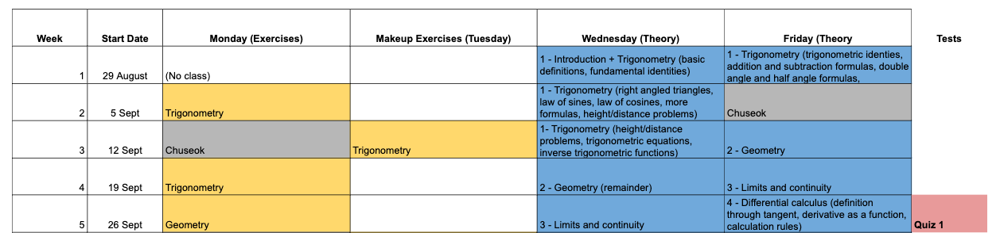 Week Start Date Monday (Exercises) Makeup Exercises (Tuesday) Wednesday (Theory) Friday (Theory Tests
1 29 August (No class)
1 - Introduction + Trigonometry (basic
definitions, fundamental identities)
1 - Trigonometry (trigonometric identies,
addition and subtraction formulas, double
angle and half angle formulas,
2 5 Sept Trigonometry
1 - Trigonometry (right angled triangles,
law of sines, law of cosines, more
formulas, height/distance problems)
Chuseok
3 12 Sept Chuseok Trigonometry
1- Trigonometry (height/distance
problems, trigonometric equations,
inverse trigonometric functions)
2 - Geometry
4 19 Sept Trigonometry 2 - Geometry (remainder) 3 - Limits and continuity
5 26 Sept Geometry 3 - Limits and continuity
4 - Differential calculus (definition
through tangent, derivative as a function,
calculation rules)
Quiz 1